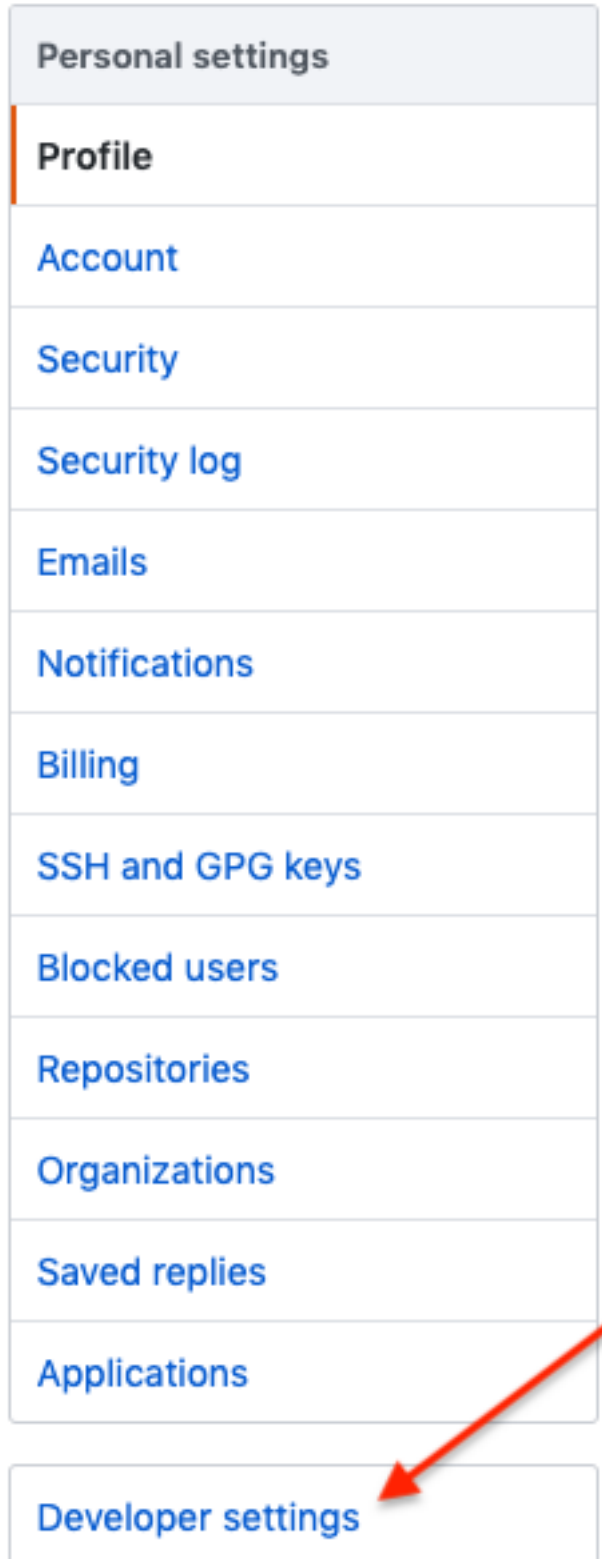 Personal settings
Profile
Account
Security
Security log
Emails
Notifications
Billing
SSH and GPG keys
Blocked users
Repositories
Organizations
Saved replies
Applications
Developer settings